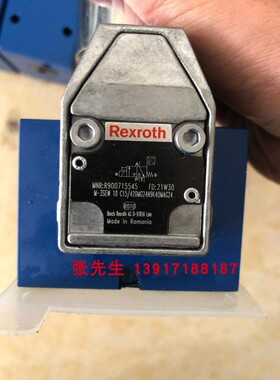 Rexroth
MNR:R900715545 FD:21W30
M-3SEW 10 C15/420MG24N9K4
Bosch Rexroth AG D-97816 Lohr
Made in Romania
张先生 13917188187